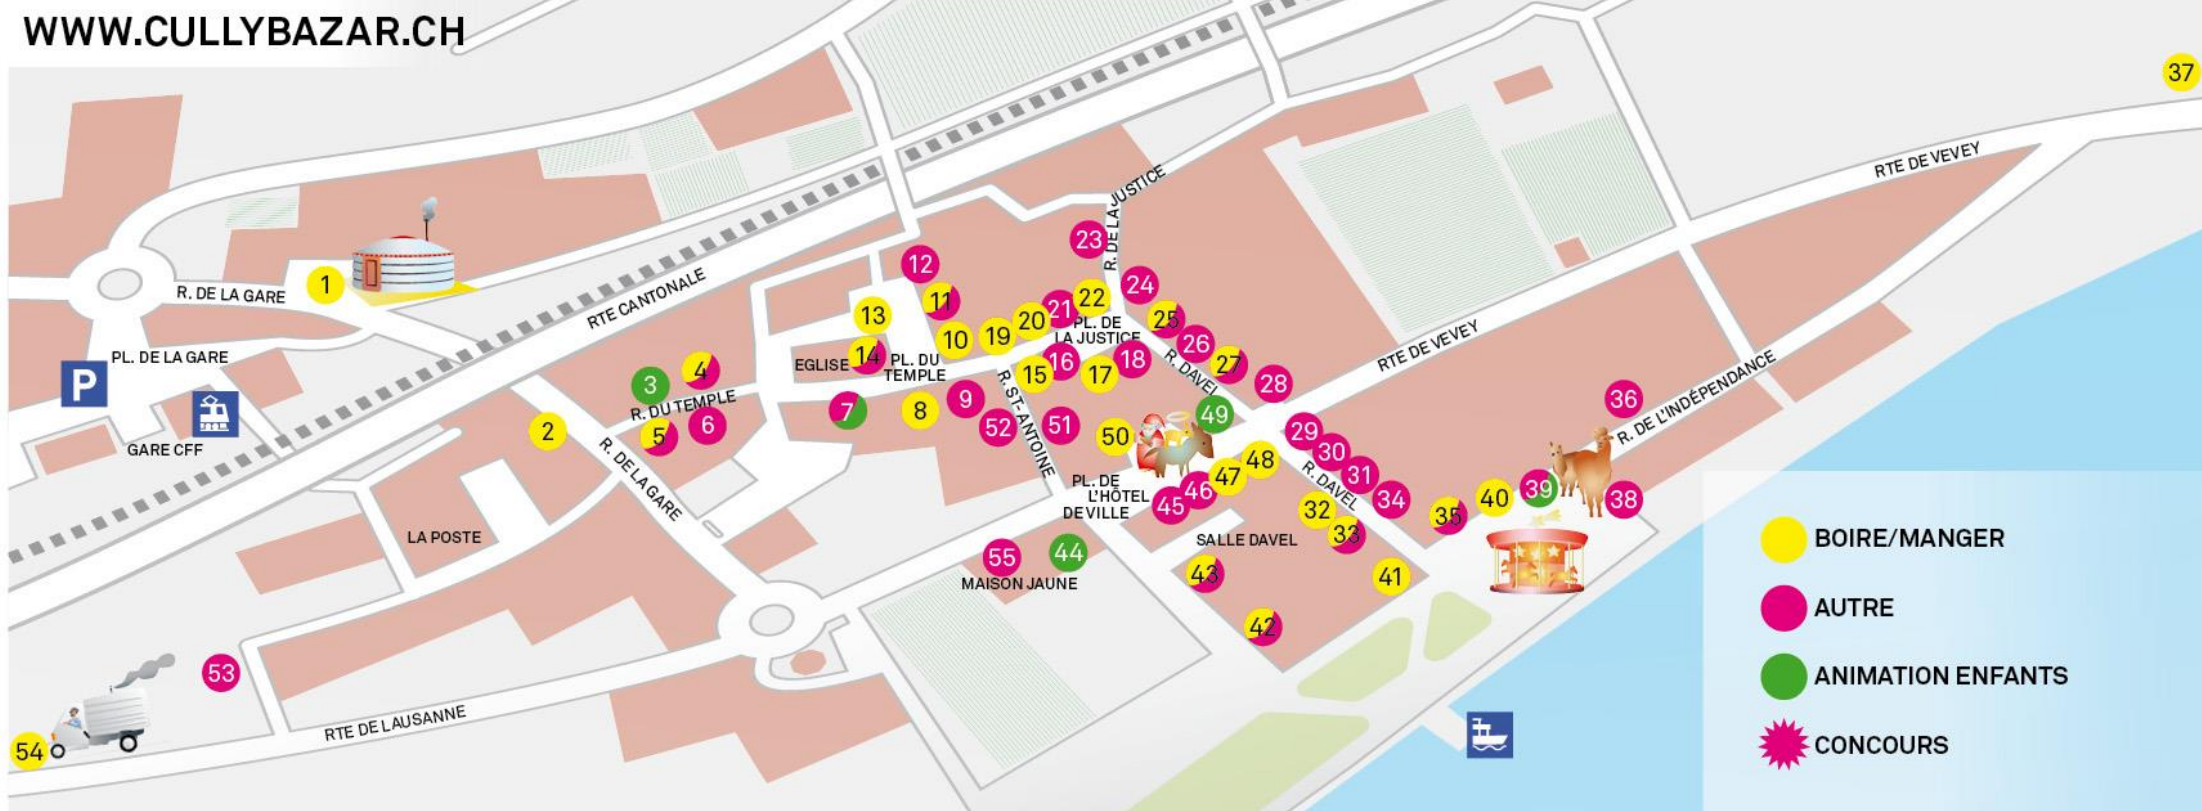 WWW.CULLYBAZAR.CH
37
RTE DE VEVEY
R. DE LA JUSTICE
23
12
24
R. DE LA GARE
1
RTE CANTONALE
11
22
21
13
20
25
PL. DE
LA JUSTICE
19
10
26
RTE DE VEVEY
P
PL. DE LA GARE
EGLISE
14
PL. DU
TEMPLE
16
18
27
R. DAVEL
15
17
3
4
28
R. DU TEMPLE
9
36
R. DE L'INDÉPENDANCE
7
8
49
R. ST-ANTOINE
6
52
51
2
5
50
29
GARE CFF
R. DE LA GARE
30
48
31
47
R. DAVEL
PL. DE
L'HÔTEL
DE VILLE
46
45
34
40
39
38
32
35
33
LA POSTE
SALLE DAVEL
BOIRE/MANGER
55
44
MAISON JAUNE
43
41
AUTRE
42
53
ANIMATION ENFANTS
RTE DE LAUSANNE
54
CONCOURS